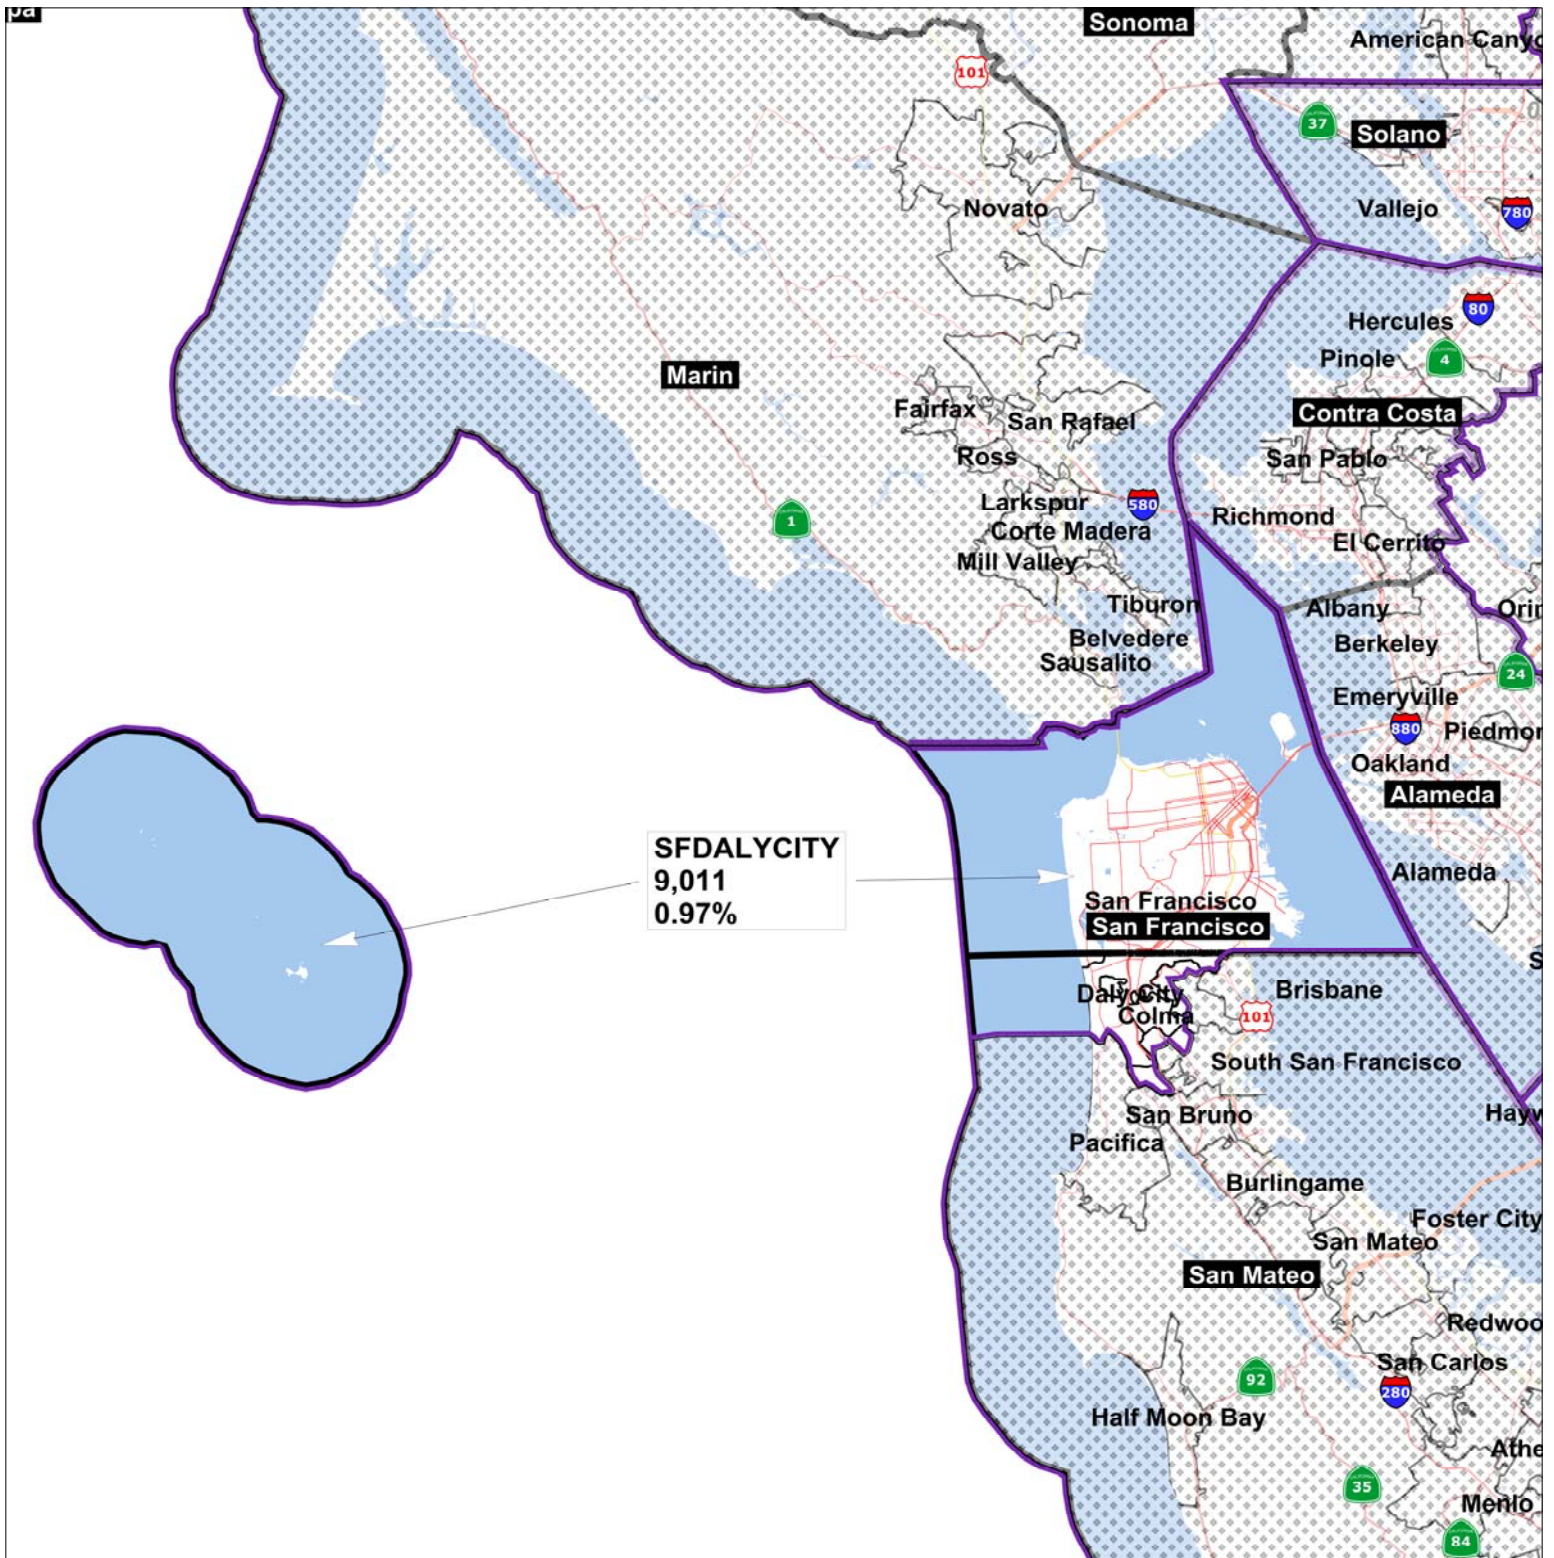 pa
Sonoma
American Canyo
101
37
Solano
Novato
Vallejo
780
80
Hercules
Pinole
4
Marin
Contra Costa
Fairfax
San Rafael
Ross
San Pablo
Larkspur
580
Richmond
1
Corte Madera
El Cerrito
Mill Valley
Tiburon
Albany
Orin
Belvedere
Berkeley
Sausalito
24
Emeryville
880
Piedmon
Oakland
Alameda
SFDALYCITY
9,011
0.97%
Alameda
San Francisco
San Francisco
S
Daly City
Brisbane
Colma
101
South San Francisco
San Bruno
Hayw
Pacifica
Burlingame
Foster City
San Mateo
San Mateo
Redwoo
San Carlos
92
280
Half Moon Bay
Athe
35
Menlo
84